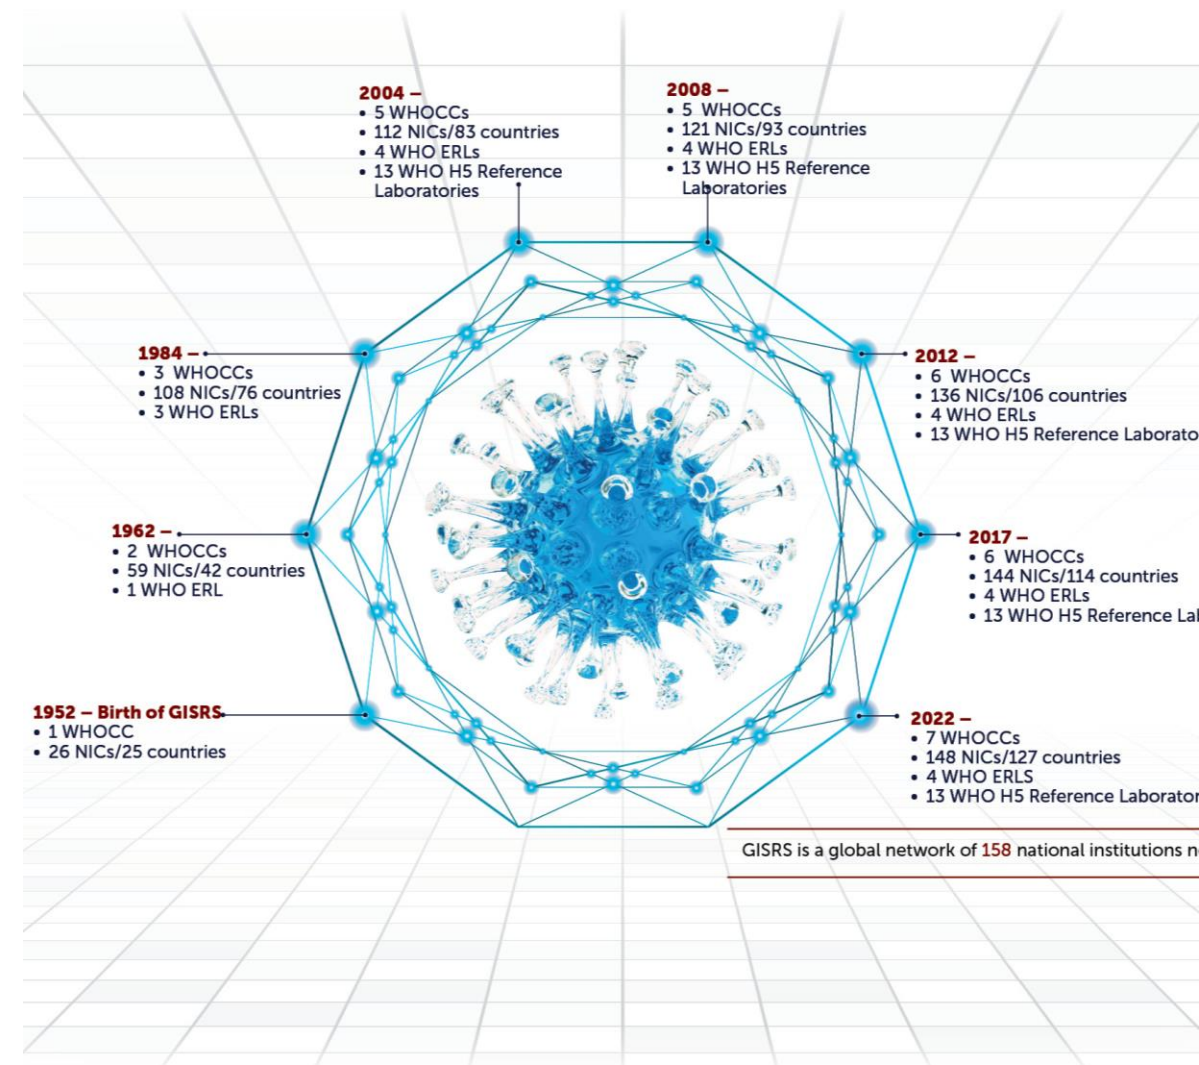 2004 –
• 5 WHOCCs
• 112 NICs/83 countries
• 4 WHO ERLs
• 13 WHO H5 Reference
Laboratories
2008 –
• 5 WHOCCs
• 121 NICs/93 countries
• 4 WHO ERLs
• 13 WHO H5 Reference
Laboratories
1984 –
• 3 WHOCCs
• 108 NICs/76 countries
• 3 WHO ERLs
2012 –
• 6 WHOCCs
• 136 NICs/106 countries
• 4 WHO ERLs
• 13 WHO H5 Reference
1962 –
• 2 WHOCCs
• 59 NICs/42 countries
• 1 WHO ERL
2017 –
• 6 WHOCCs
• 144 NICs/114 countries
• 4 WHO ERLs
• 13 WHO H5 Reference
1952 – Birth of GISRS
• 1 WHOCC
• 26 NICs/25 countries
2022 –
• 7 WHOCCs
• 148 NICs/127 countries
• 4 WHO ERLS
• 13 WHO H5 Reference
GISRS is a global network of 158 national institutions